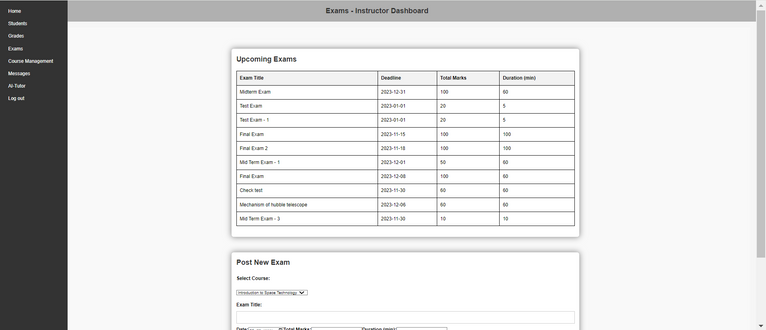 Exams - Instructor Dashboard
Home
Students
Grades
Exams
Course Management
Messages
AI-Tutor
Log out
Upcoming Exams
Exam Title Deadline Total Marks Duration (min)
Midterm Exam 2023-12-31 100 60
Test Exam 2023-01-01 20 5
Test Exam - 1 2023-01-01 20 5
Final Exam 2023-11-15 100 100
Final Exam 2 2023-11-18 100 100
Mid Term Exam - 1 2023-12-01 50 60
Final Exam 2023-12-08 100 60
Check test 2023-11-30 60 60
Mechanism of hubble telescope 2023-12-06 60 60
Mid Term Exam - 3 2023-11-30 10 10
Post New Exam
Select Course:
Introduction to Space Technology
Exam Title:
Date: Total Marks: Duration (min):